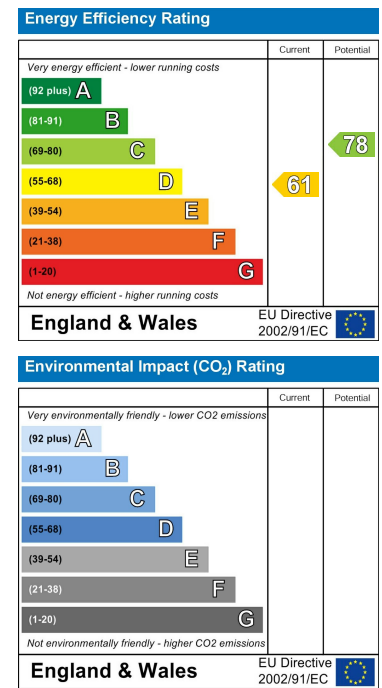 Energy Efficiency Rating
Current Potential
Very energy efficient - lower running costs
(92 plus) A
(81-91) B
(69-80) C
(55-68) D
(39-54) E
(21-38) F
(1-20) G
61
78
Not energy efficient - higher running costs
England & Wales
EU Directive
2002/91/EC
Environmental Impact (CO₂) Rating
Current Potential
Very environmentally friendly - lower CO2 emissions
(92 plus) A
(81-91) B
(69-80) C
(55-68) D
(39-54) E
(21-38) F
(1-20) G
Not environmentally friendly - higher CO2 emissions
England & Wales
EU Directive
2002/91/EC